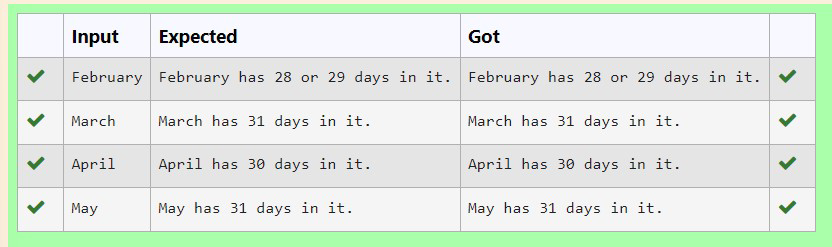 Input Expected Got
February February has 28 or 29 days in it. February has 28 or 29 days in it.
March March has 31 days in it. March has 31 days in it.
April April has 30 days in it. April has 30 days in it.
May May has 31 days in it. May has 31 days in it.